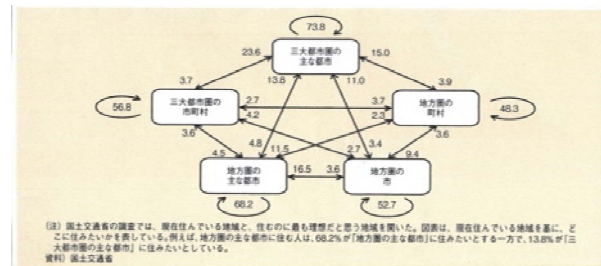 73.8
三大都市圏の
主な都市
23.6
15.0
13.8
11.0
3.7
3.9
56.8
三大都市圏の
市町村
2.7
3.7
地方圏の
町村
48.3
4.2
2.3
3.6
3.6
4.8
3.4
4.5
11.5
2.7
9.4
地方圏の
主な都市
16.5
3.6
地方圏の
市
68.2
52.7
(注) 国土交通省の調査では、現在住んでいる地域と、住むのに最も理想だと思う地域を聞いた。図表は、現在住んでいる地域を基に、ど
こに住みたいかを表している。例えば、地方圏の主な都市に住む人は、68.2%が「地方圏の主な都市」に住みたいとする一方で、13.8%が「三
大都市圏の主な都市」に住みたいとしている。
資料) 国土交通省